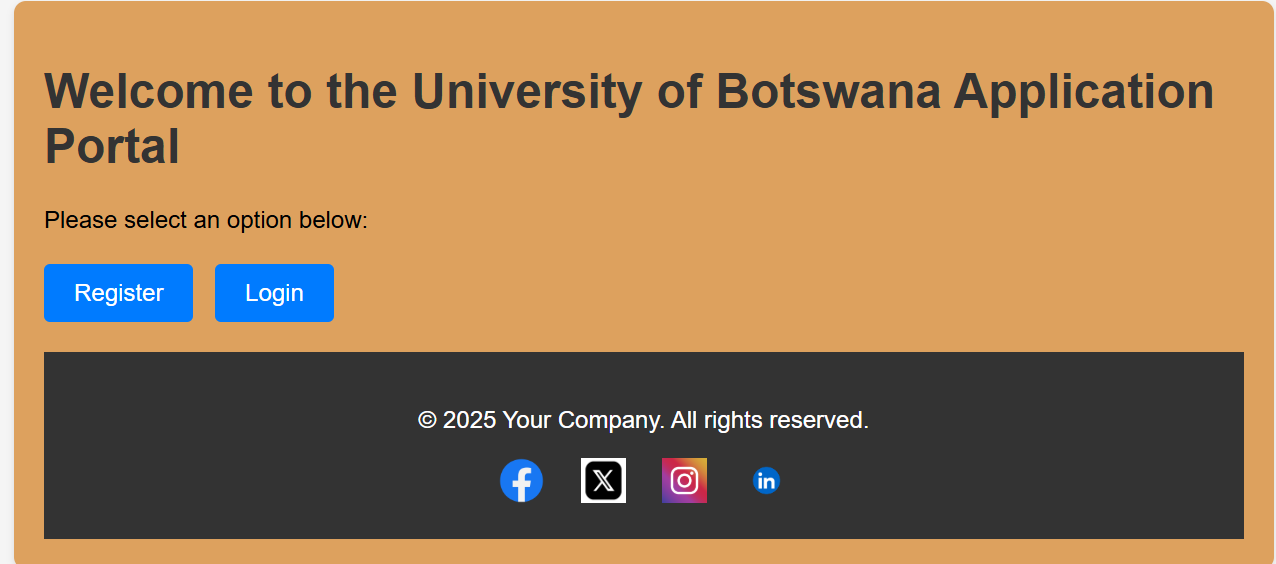 Welcome to the University of Botswana Application
Portal
Please select an option below:
Register Login
© 2025 Your Company. All rights reserved.
f X in